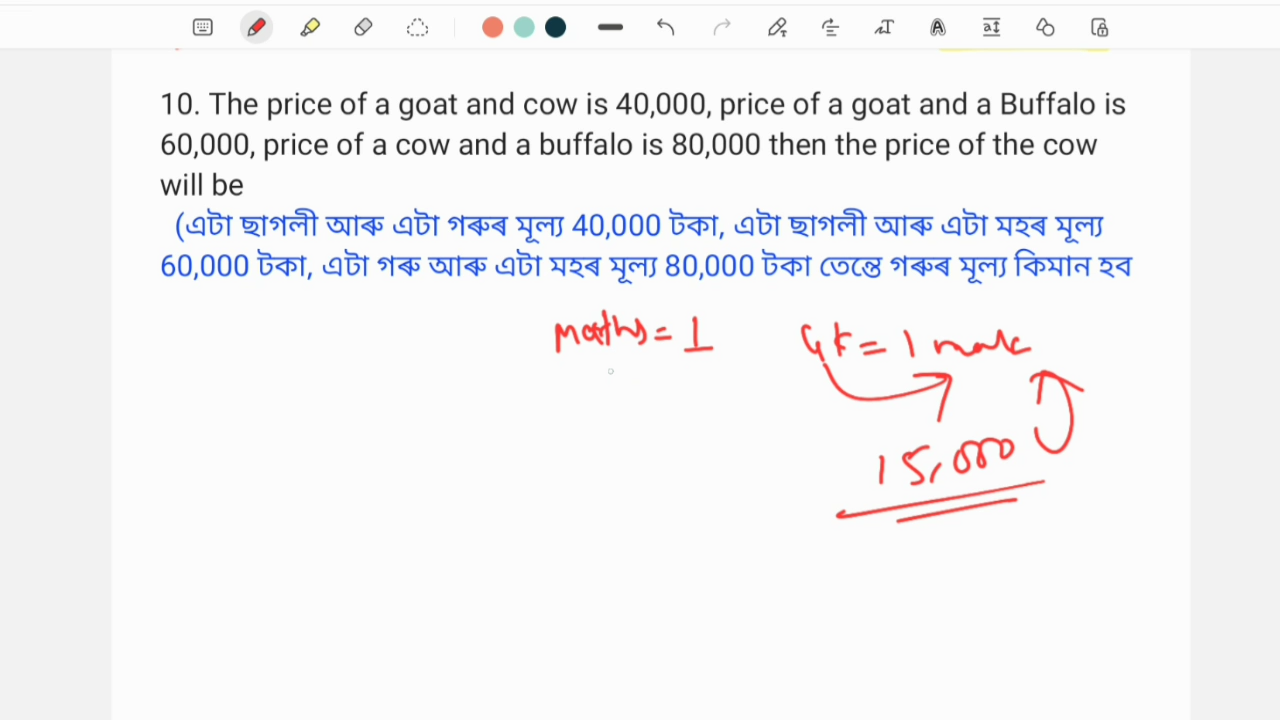 10. The price of a goat and cow is 40,000, price of a goat and a Buffalo is
60,000, price of a cow and a buffalo is 80,000 then the price of the cow
will be
(এটা ছাগলী আৰু এটা গৰুৰ মূল্য 40,000 টকা, এটা ছাগলী আৰু এটা মহৰ মূল্য
60,000 টকা, এটা গৰু আৰু এটা মহৰ মূল্য 80,000 টকা তেন্তে গৰুৰ মূল্য কিমান হব
Maths = 1 GK = 1 mark
15,000